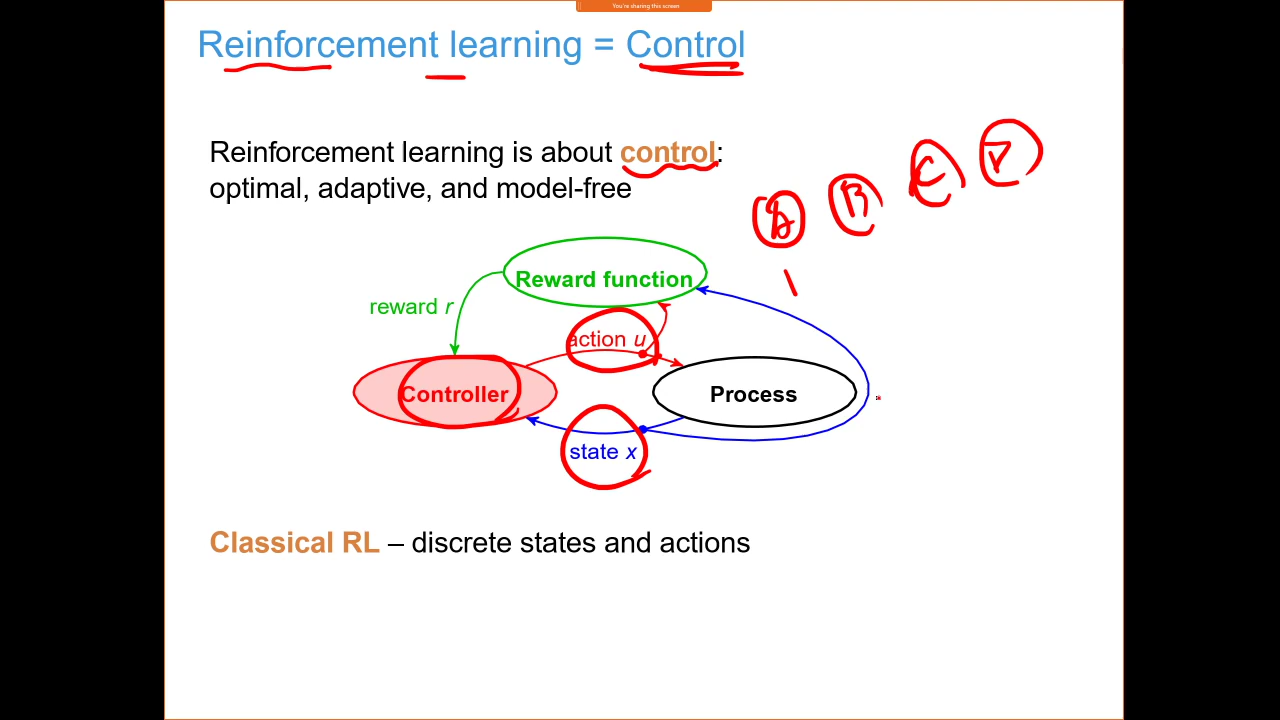 You're sharing this screen
Reinforcement learning = Control
Reinforcement learning is about control:
optimal, adaptive, and model-free
A B C D
Reward function
reward r
action u
Controller
Process
state x
Classical RL – discrete states and actions